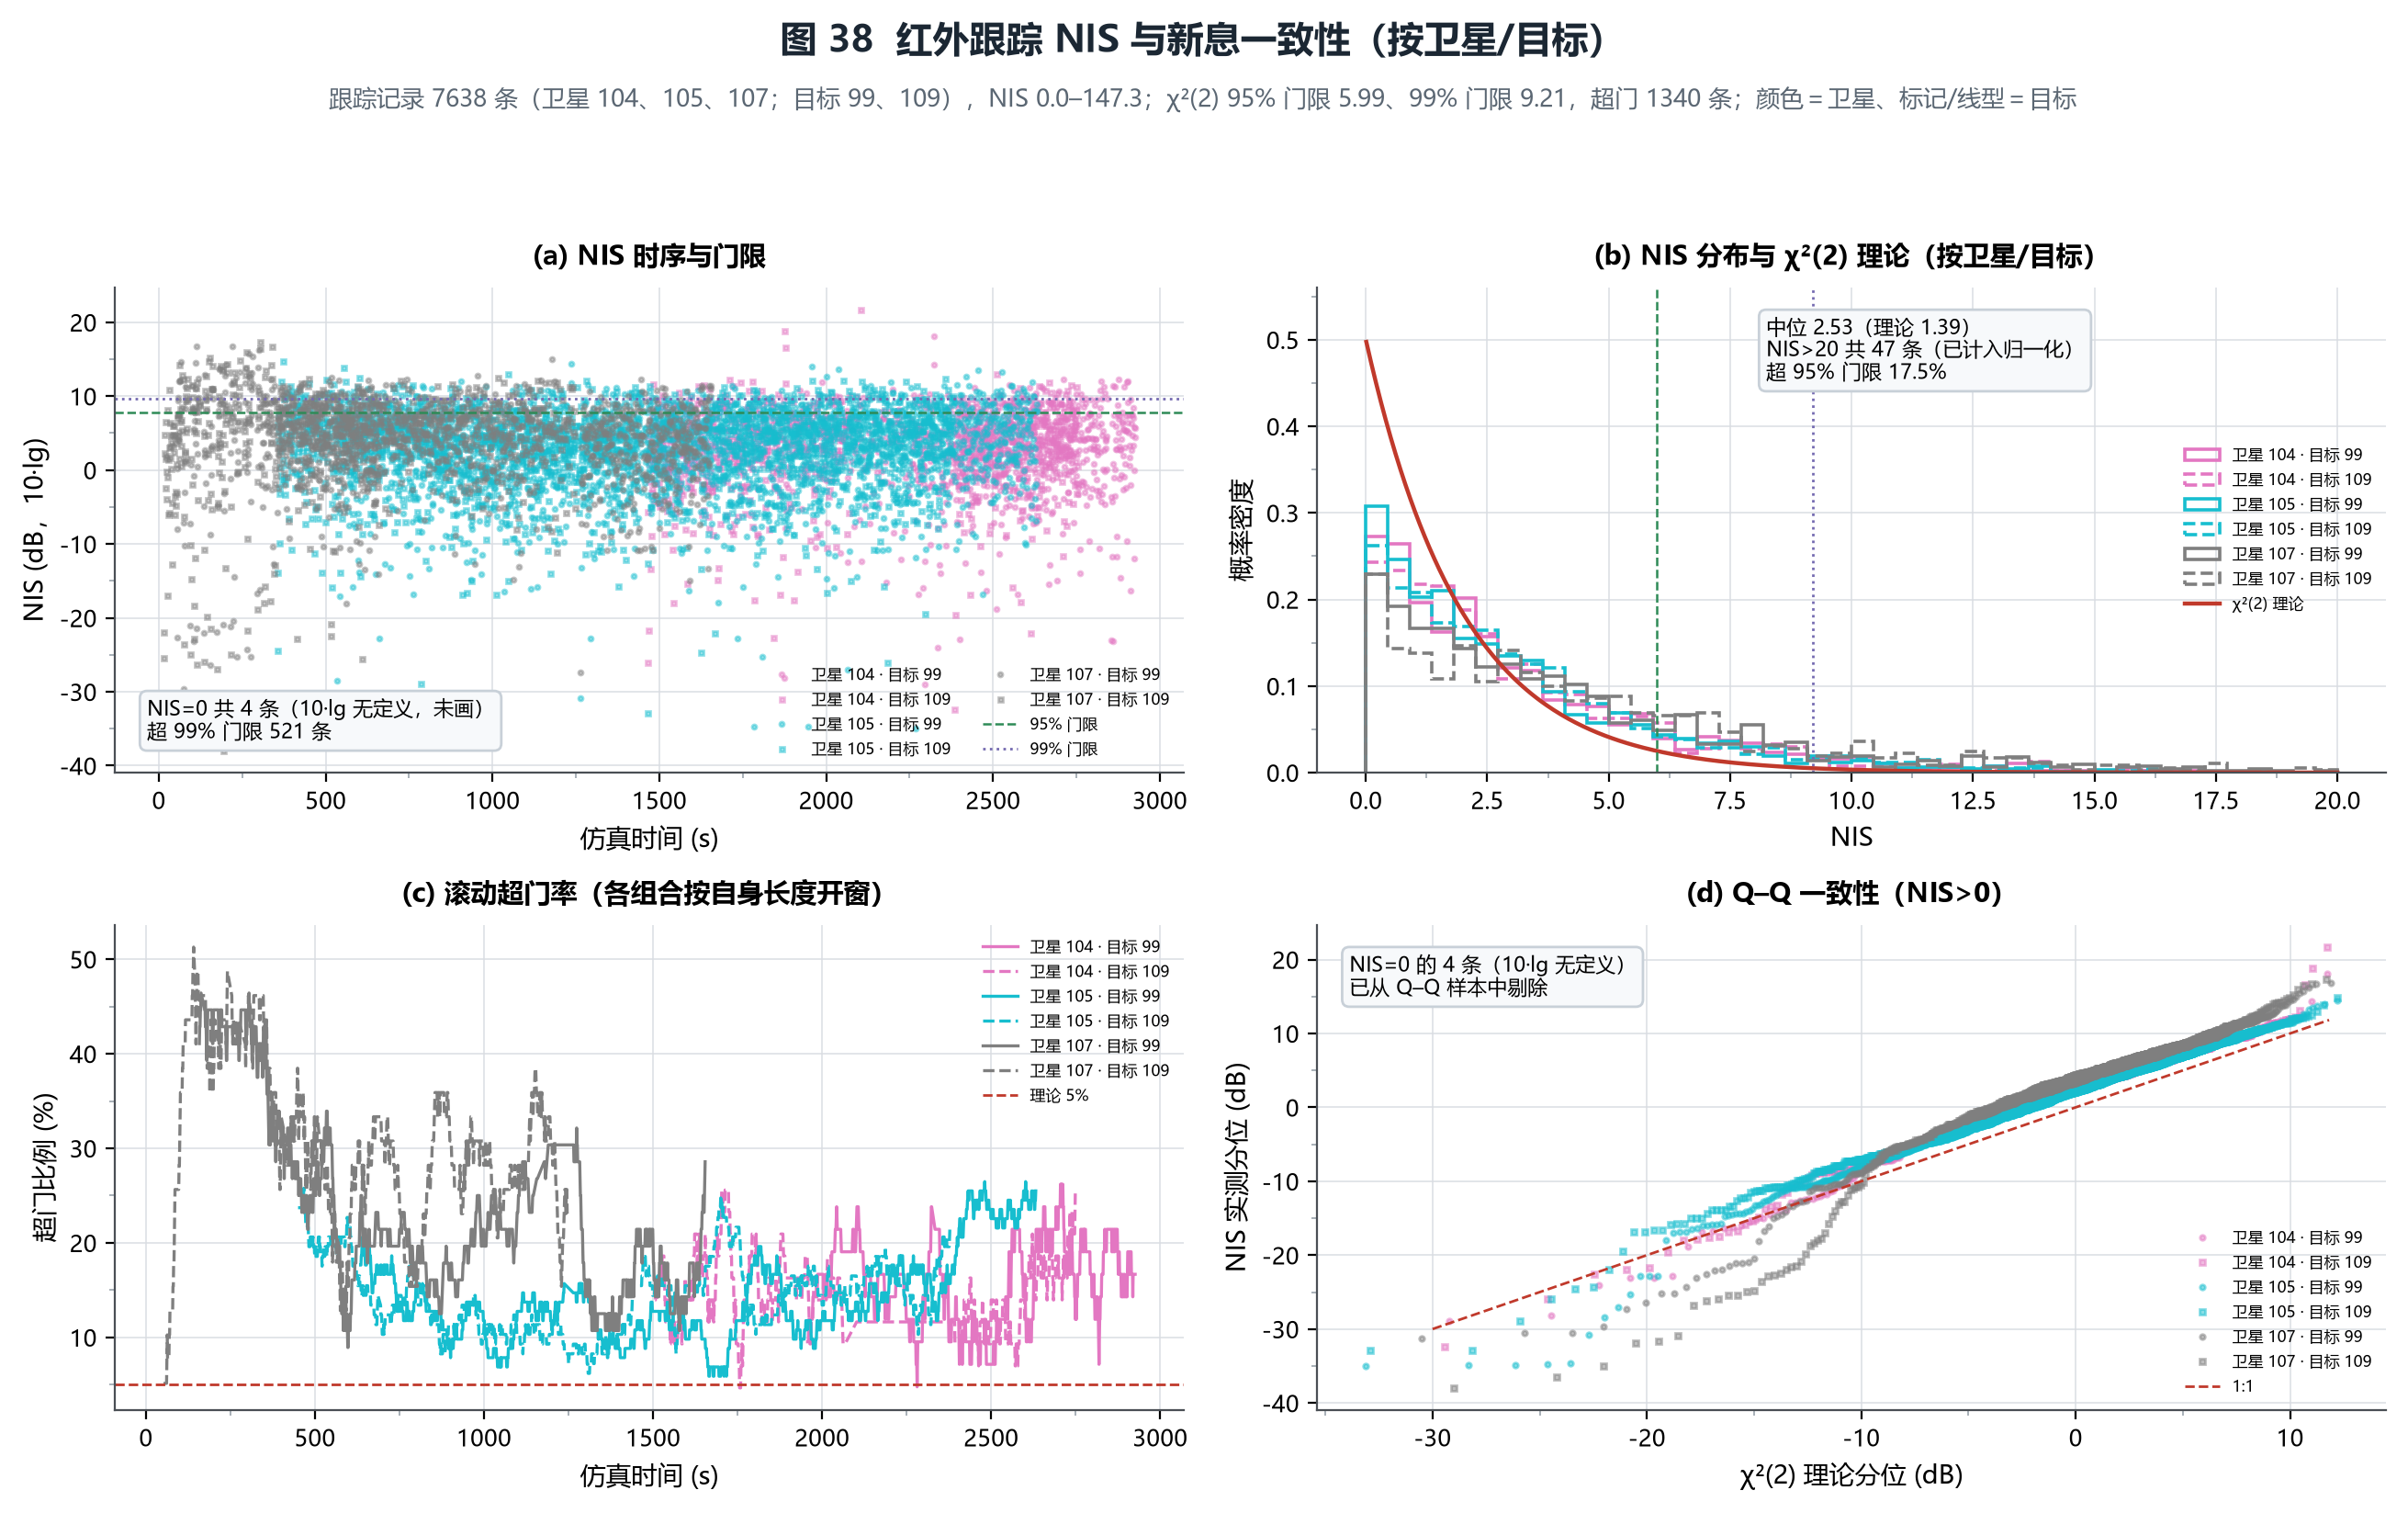 图 38  红外跟踪 NIS 与新息一致性（按卫星/目标）
跟踪记录 7638 条（卫星 104、105、107；目标 99、109），NIS 0.0–147.3；χ²(2) 95% 门限 5.99、99% 门限 9.21，超门 1340 条；颜色＝卫星、标记/线型＝目标
(a) NIS 时序与门限
NIS (dB， 10·lg)
20
10
0
-10
-20
-30
-40
NIS=0 共 4 条（10·lg 无定义，未画）
超 99% 门限 521 条
卫星 104 · 目标 99
卫星 104 · 目标 109
卫星 105 · 目标 99
卫星 105 · 目标 109
卫星 107 · 目标 99
卫星 107 · 目标 109
95% 门限
99% 门限
0 500 1000 1500 2000 2500 3000
仿真时间 (s)
(b) NIS 分布与 χ²(2) 理论（按卫星/目标）
概率密度
0.5
0.4
0.3
0.2
0.1
0.0
中位 2.53（理论 1.39）
NIS>20 共 47 条（已计入归一化）
超 95% 门限 17.5%
卫星 104 · 目标 99
卫星 104 · 目标 109
卫星 105 · 目标 99
卫星 105 · 目标 109
卫星 107 · 目标 99
卫星 107 · 目标 109
χ²(2) 理论
0.0 2.5 5.0 7.5 10.0 12.5 15.0 17.5 20.0
NIS
(c) 滚动超门率（各组合按自身长度开窗）
超门比例 (%)
50
40
30
20
10
卫星 104 · 目标 99
卫星 104 · 目标 109
卫星 105 · 目标 99
卫星 105 · 目标 109
卫星 107 · 目标 99
卫星 107 · 目标 109
理论 5%
0 500 1000 1500 2000 2500 3000
仿真时间 (s)
(d) Q–Q 一致性（NIS>0）
NIS 实测分位 (dB)
20
10
0
-10
-20
-30
-40
NIS=0 的 4 条（10·lg 无定义）
已从 Q–Q 样本中剔除
卫星 104 · 目标 99
卫星 104 · 目标 109
卫星 105 · 目标 99
卫星 105 · 目标 109
卫星 107 · 目标 99
卫星 107 · 目标 109
1:1
-30 -20 -10 0 10
χ²(2) 理论分位 (dB)